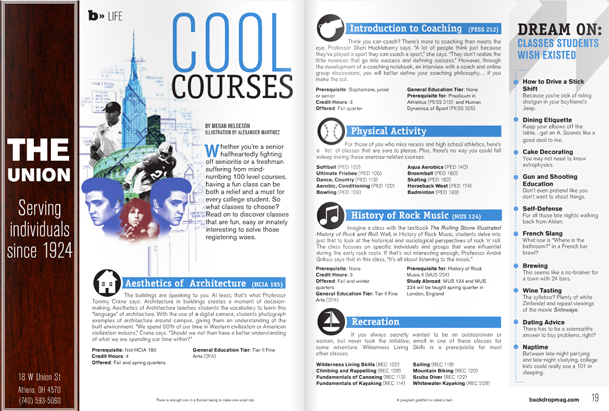 THE
UNION
Serving
individuals
since 1924
18 W Union St
Athens, OH 4570
(740) 593-5060
b» LIFE
COOL
COURSES
BY MEGAN HELGESON
ILLUSTRATION BY ALEXANDER MARTINEZ
Whether you're a senior
halfheartedly fighting
off senioritis or a freshman
suffering from mind-
numbing 100 level courses,
having a fun class can be
both a relief and a must for
every college student. So
what classes to choose?
Read on to discover classes
that are fun, easy or innately
interesting to solve those
registering woes.
Aesthetics of Architecture (HCIA 185)
The buildings are speaking to you. At least, that's what Professor
Tommy Crane says: Architecture in buildings creates a moment of decision-
making. Aesthetics of Architecture teaches students the vocabulary to learn this
"language" of architecture. With the use of a digital camera, students photograph
examples of architecture around campus, giving them an understanding of the
built environment. "We spend 90% of our time in Western civilization or American
civilization indoors," Crane says. "Should we not then have a better understanding
of what we are spending our time within?"
Prerequisite: Not HCIA 180
Credit Hours: 4
Offered: Fall and spring quarters
General Education Tier: Tier II Fine
Arts (2FA)
There is enough iron in a human being to make one small nail.
Introduction to Coaching (PESS 212)
Think you can coach? There's more to coaching than meets the
eye, Professor Sheri Huckleberry says. "A lot of people think just because
they've played a sport they can coach a sport," she says. "They don't realize the
little nuances that go into success and defining success." However, through
the development of a coaching notebook, an interview with a coach and online
group discussions, you will better define your coaching philosophy... if you
make the cut.
Prerequisite: Sophomore, junior
or senior
Credit Hours: 3
Offered: Fall quarter
General Education Tier: None
Prerequisite for: Practicum in
Athletics (PESS 215) and Human
Dynamics of Sport (PESS 325)
Physical Activity
For those of you who miss recess and high school athletics, here's
a list of classes that are sure to please. Plus, there's no way you could fall
asleep during these exercise-related courses.
Softball (PED 122)
Ultimate Frisbee (PED 105)
Dance, Country (PED 113)
Aerobic, Conditioning (PED 120)
Bowling (PED 129)
Aqua Aerobics (PED 140)
Broomball (PED 160)
Skating (PED 162)
Horseback West (PED 174)
Badminton (PED 193)
History of Rock Music (MUS 124)
Imagine a class with the textbook The Rolling Stone Illustrated
History of Rock and Roll. Well, in History of Rock Music, students delve into
just that to look at the historical and sociological perspectives of rock 'n' roll.
The class focuses on specific individuals and groups that were influential
during the early rock roots. If that's not interesting enough, Professor André
Gribou says that in this class, "It's all about listening to the music."
Prerequisite: None
Credit Hours: 3
Offered: Fall and winter
quarters
General Education Tier: Tier II Fine
Arts (2FA)
Prerequisite for: History of Rock
Music II (MUS 224)
Study Abroad: MUS 124 and MUS
224 will be taught spring quarter in
London, England
Recreation
If you always secretly wanted to be an outdoorsman or
woman, but never took the initiative, enroll in one of these classes for
some adventure. Wilderness Living Skills is a prerequisite for most
other classes.
Wilderness Living Skills (REC 100)
Climbing and Rappelling (REC 109)
Fundamentals of Canoeing (REC 113)
Fundamentals of Kayaking (REC 114)
Sailing (REC 118)
Mountain Biking (REC 120)
Scuba Diver (REC 122)
Whitewater Kayaking (REC 209)
A pregnant goldfish is called a twit.
DREAM ON:
CLASSES STUDENTS
WISH EXISTED
How to Drive a Stick
Shift
Because you're sick of riding
shotgun in your boyfriend's
Jeep.
Dining Etiquette
Keep your elbows off the
table...get an A. Sounds like a
good deal to me.
Cake Decorating
You may not need to know
astrophysics.
Gun and Shooting
Education
Don't even pretend like you
don't want to shoot things.
Self-Defense
For all those late nights walking
back from Alden.
French Slang
What use is "Where is the
bathroom?" in a French bar
brawl?
Brewing
This seems like a no-brainer for
a town with 24 bars.
Wine Tasting
The syllabus? Plenty of white
Zinfandel and repeat viewings
of the movie Sideways.
Dating Advice
There has to be a scientific
answer to boy problems, right?
Naptime
Between late-night partying
and late-night studying, college
kids could really use a 101 in
sleeping.
backdropmag.com 19